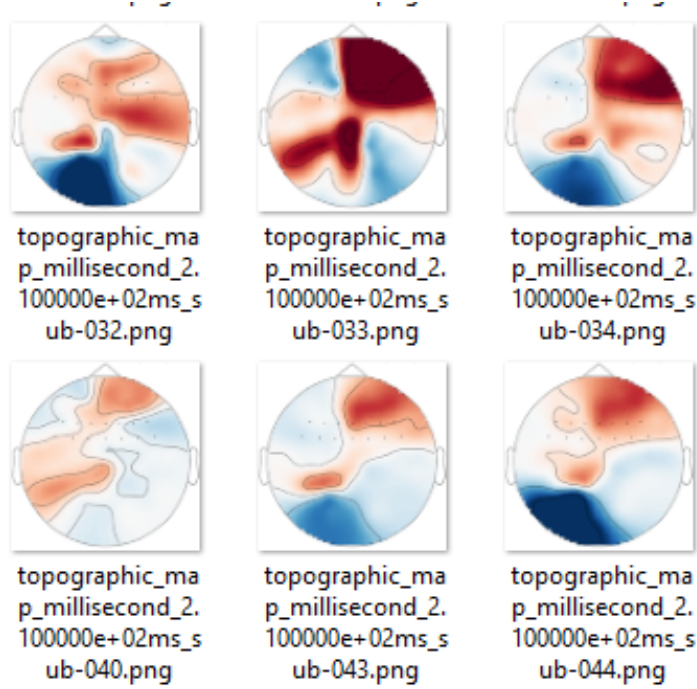 topographic_ma
p_millisecond_2.
100000e+02ms_s
ub-032.png
topographic_ma
p_millisecond_2.
100000e+02ms_s
ub-033.png
topographic_ma
p_millisecond_2.
100000e+02ms_s
ub-034.png
topographic_ma
p_millisecond_2.
100000e+02ms_s
ub-040.png
topographic_ma
p_millisecond_2.
100000e+02ms_s
ub-043.png
topographic_ma
p_millisecond_2.
100000e+02ms_s
ub-044.png